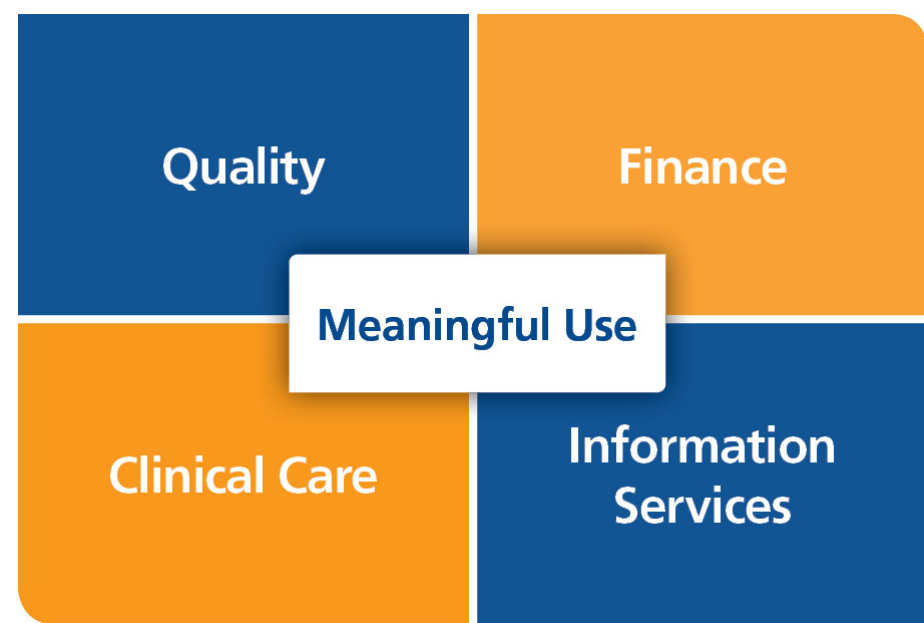 Quality
Finance
Meaningful Use
Clinical Care
Information
Services